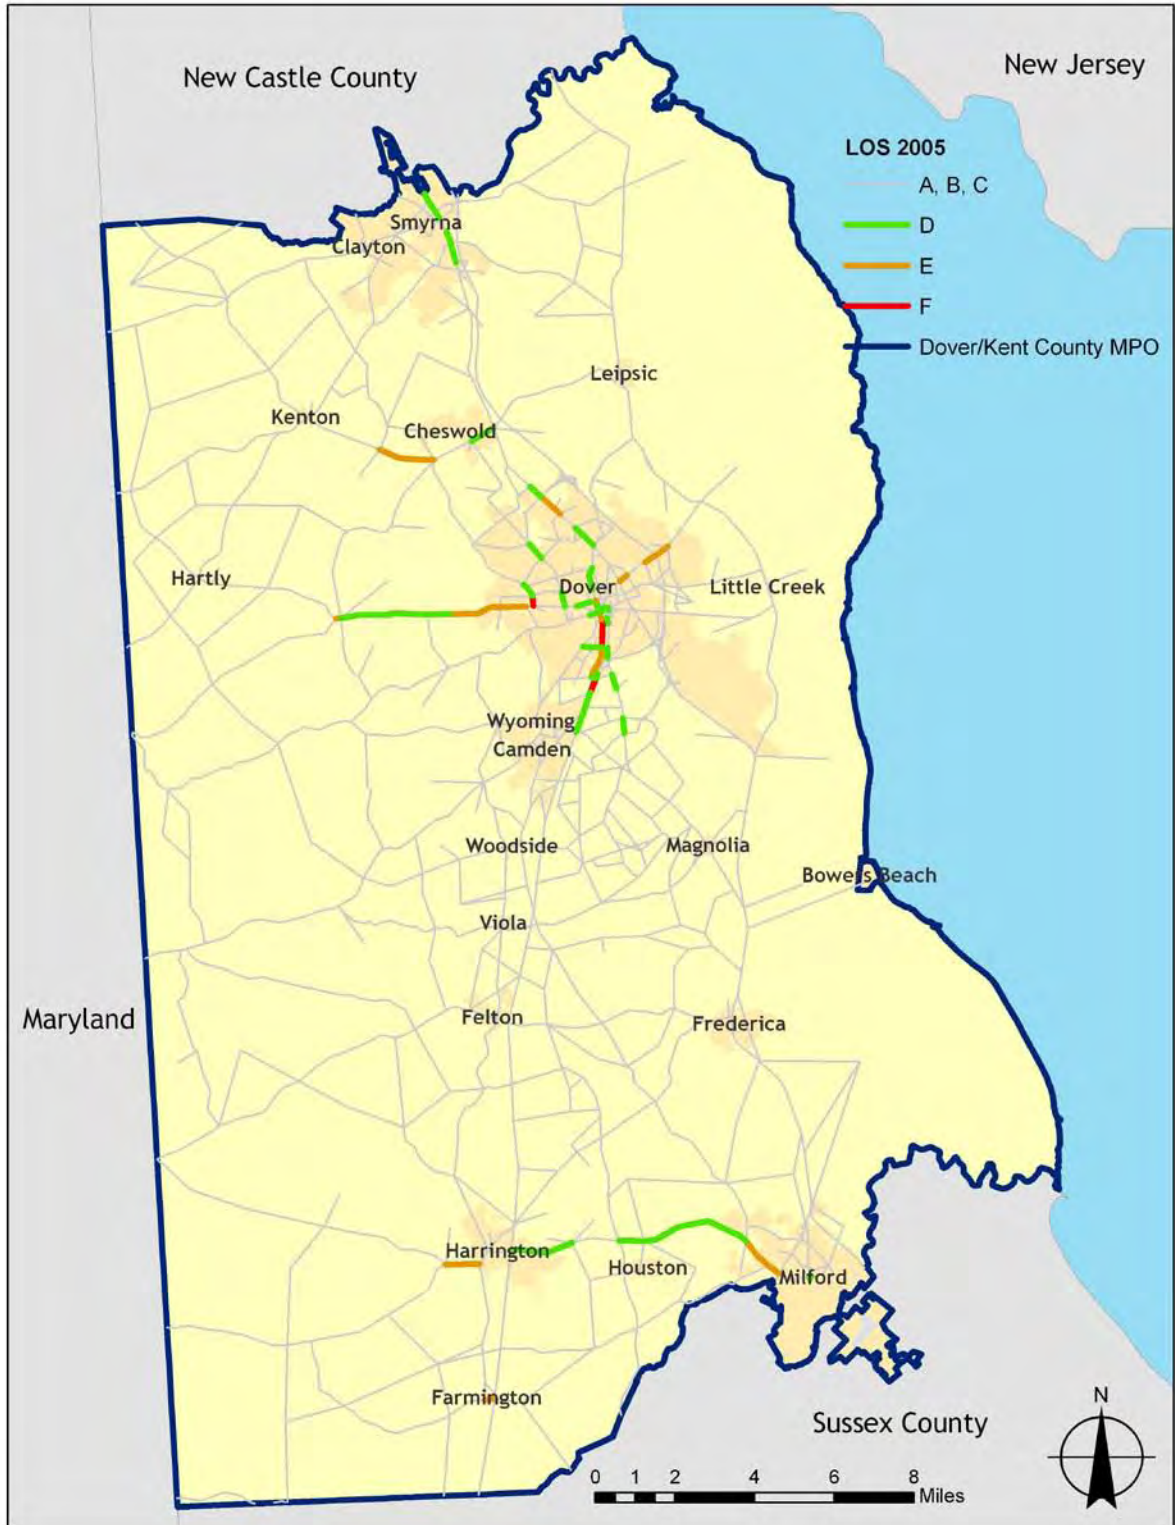 New Castle County
New Jersey
LOS 2005
A, B, C
D
E
F
Dover/Kent County MPO
Smyrna
Clayton
Leipsic
Kenton
Cheswold
Hartly
Dover
Little Creek
Wyoming
Camden
Woodside
Magnolia
Bowers Beach
Viola
Maryland
Felton
Frederica
Harrington
Houston
Milford
Farmington
Sussex County
N
0 1 2 4 6 8
Miles